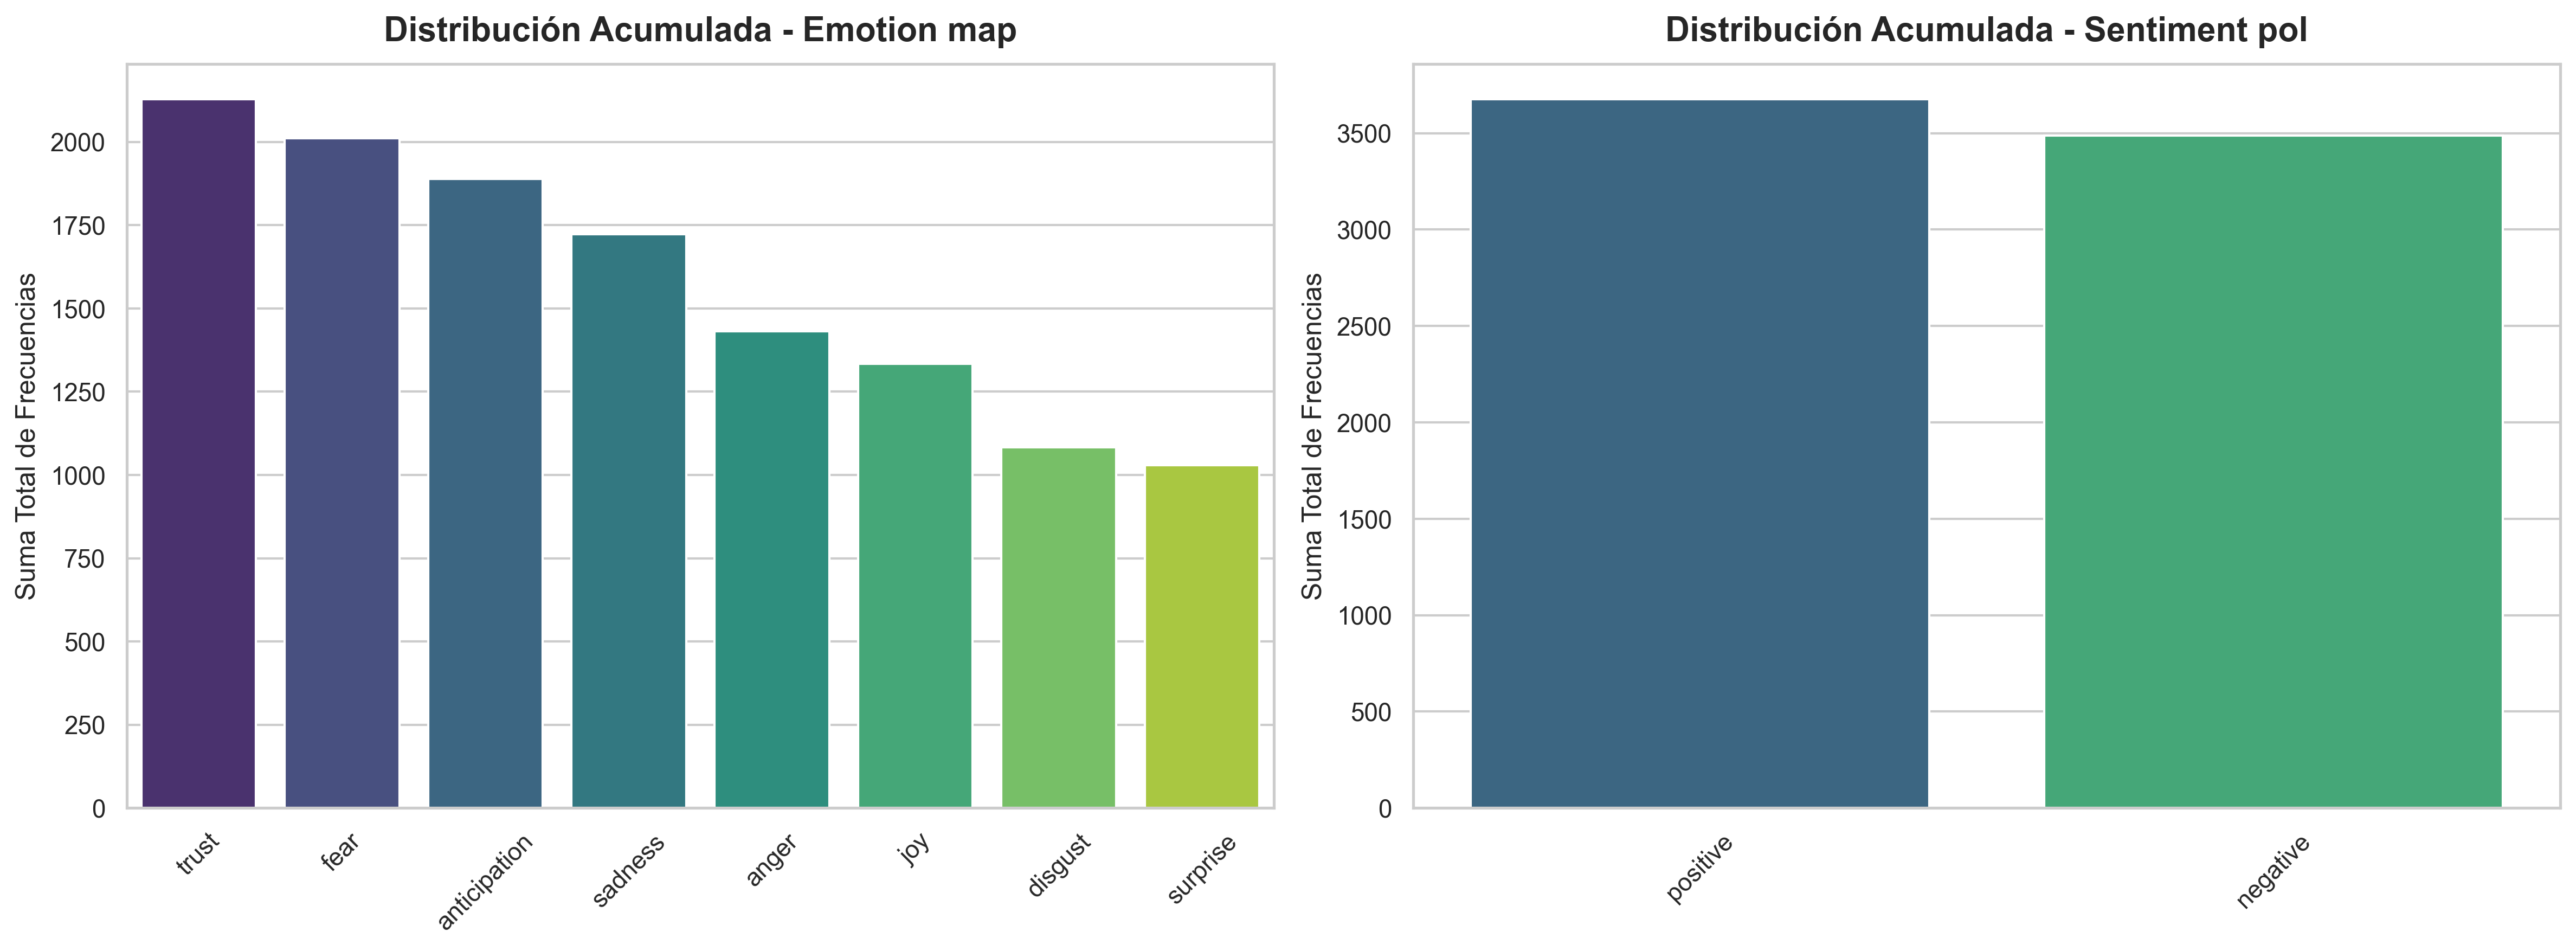 Distribución Acumulada - Emotion map
Suma Total de Frecuencias
2000
1750
1500
1250
1000
750
500
250
0
trust
fear
anticipation
sadness
anger
joy
disgust
surprise
Distribución Acumulada - Sentiment pol
Suma Total de Frecuencias
3500
3000
2500
2000
1500
1000
500
0
positive
negative